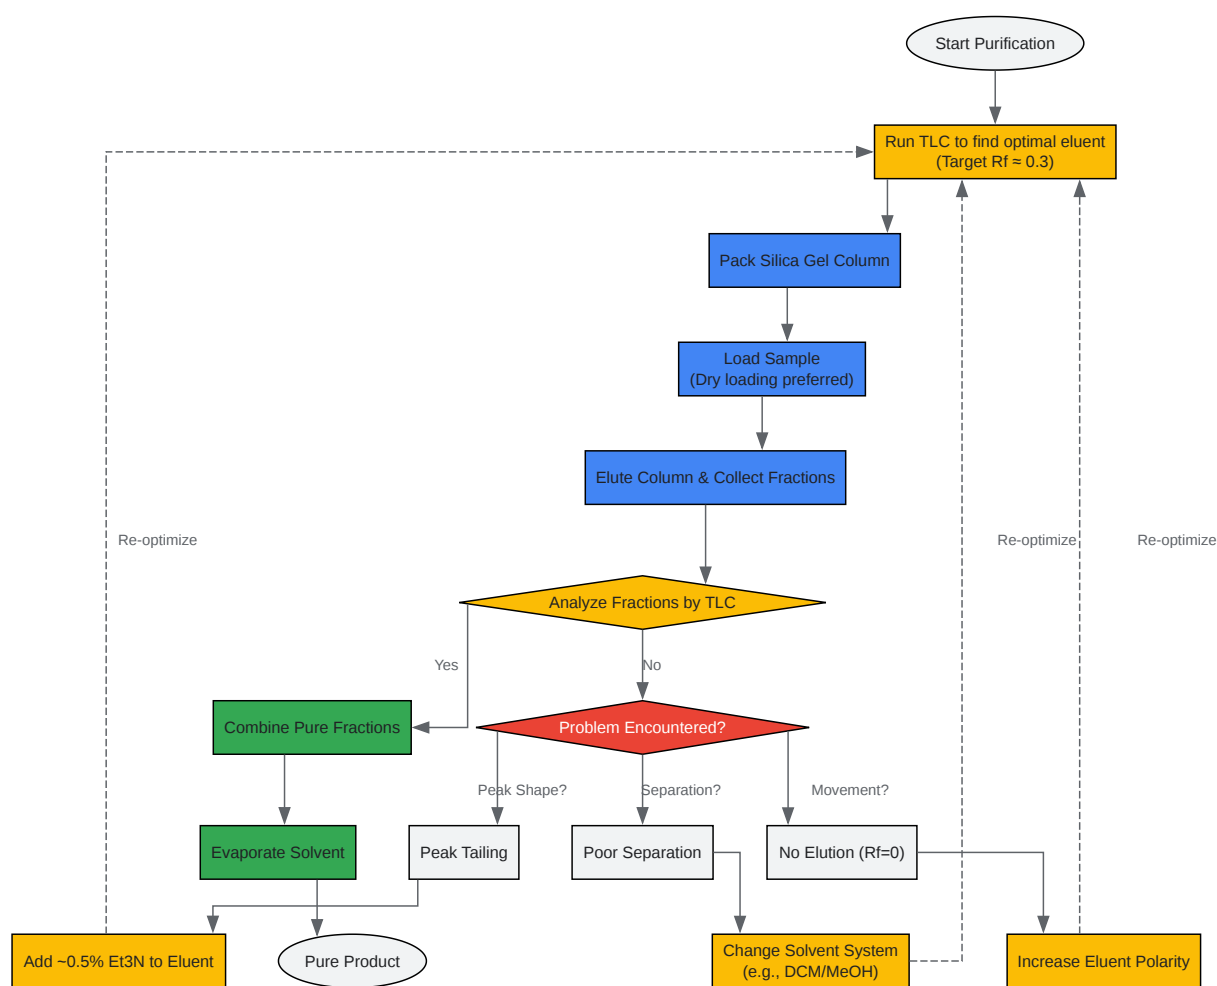 Start Purification
Run TLC to find optimal eluent
(Target Rf ≈ 0.3)
Pack Silica Gel Column
Load Sample
(Dry loading preferred)
Elute Column & Collect Fractions
Re-optimize
Re-optimize
Re-optimize
Analyze Fractions by TLC
Yes
No
Combine Pure Fractions
Problem Encountered?
Peak Shape?
Separation?
Movement?
Evaporate Solvent
Peak Tailing
Poor Separation
No Elution (Rf=0)
Add ~0.5% Et3N to Eluent
Pure Product
Change Solvent System
(e.g., DCM/MeOH)
Increase Eluent Polarity